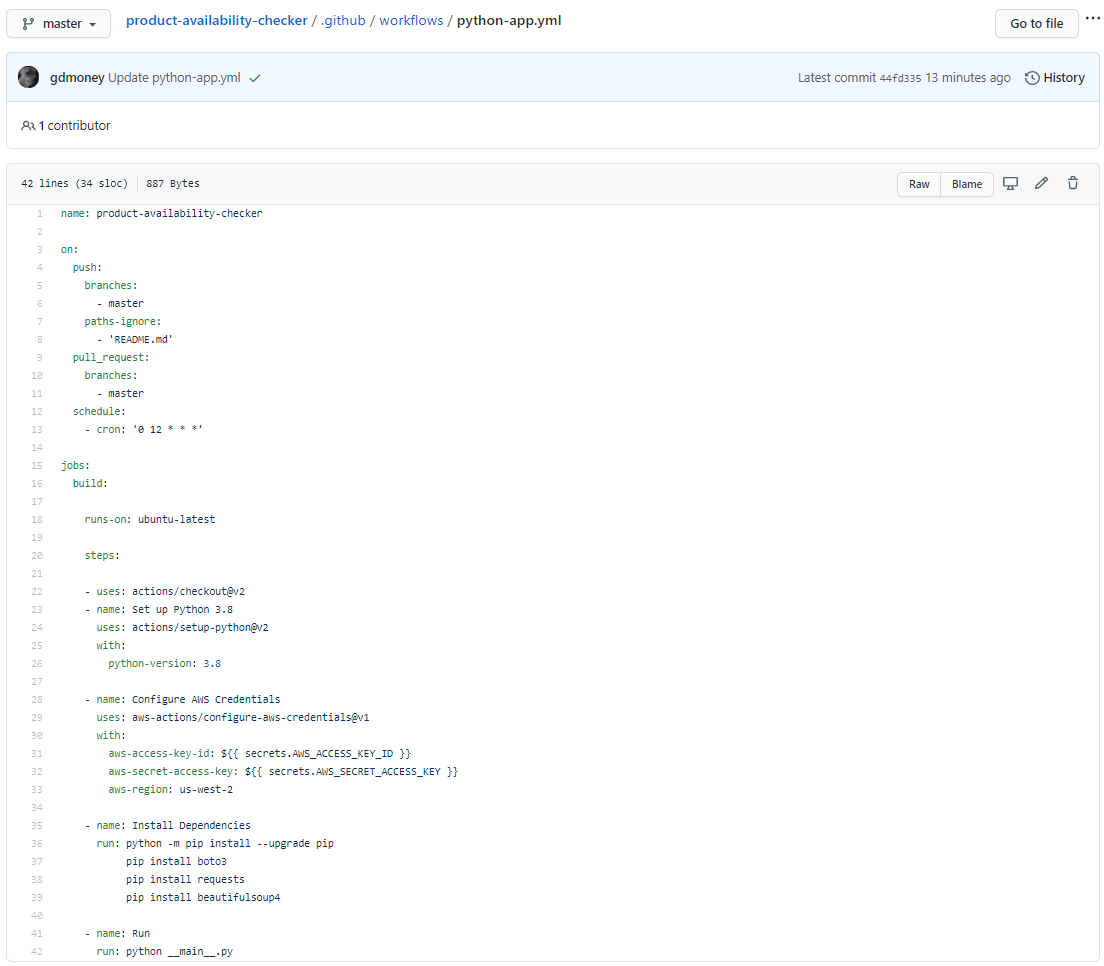 master product-availability-checker / .github / workflows / python-app.yml Go to file ...
gdmoney Update python-app.yml Latest commit 44fd335 13 minutes ago History
1 contributor
42 lines (34 sloc) 887 Bytes Raw Blame
1 name: product-availability-checker
2
3 on:
4   push:
5     branches:
6       - master
7     paths-ignore:
8       - 'README.md'
9   pull_request:
10     branches:
11       - master
12   schedule:
13     - cron: '0 12 * * *'
14
15 jobs:
16   build:
17
18     runs-on: ubuntu-latest
19
20     steps:
21
22     - uses: actions/checkout@v2
23     - name: Set up Python 3.8
24       uses: actions/setup-python@v2
25       with:
26         python-version: 3.8
27
28     - name: Configure AWS Credentials
29       uses: aws-actions/configure-aws-credentials@v1
30       with:
31         aws-access-key-id: ${{ secrets.AWS_ACCESS_KEY_ID }}
32         aws-secret-access-key: ${{ secrets.AWS_SECRET_ACCESS_KEY }}
33         aws-region: us-west-2
34
35     - name: Install Dependencies
36       run: python -m pip install --upgrade pip
37            pip install boto3
38            pip install requests
39            pip install beautifulsoup4
40
41     - name: Run
42       run: python __main__.py